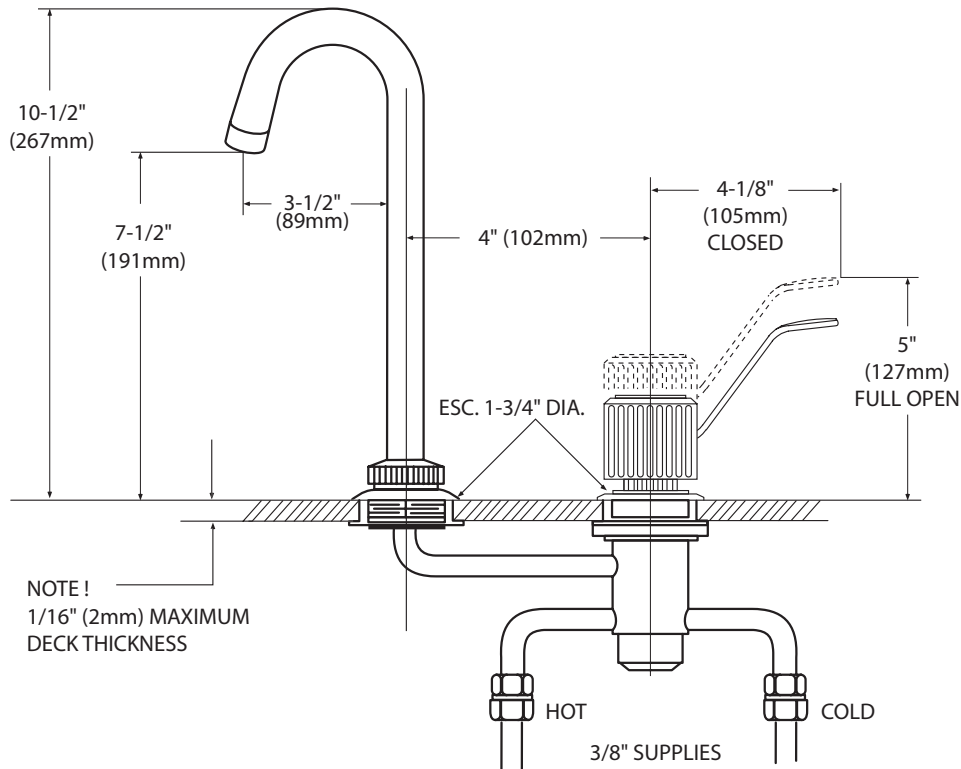 10-1/2"
(267mm)
7-1/2"
(191mm)
3-1/2"
(89mm)
4" (102mm)
4-1/8"
(105mm)
CLOSED
5"
(127mm)
FULL OPEN
ESC. 1-3/4" DIA.
NOTE !
1/16" (2mm) MAXIMUM
DECK THICKNESS
HOT
COLD
3/8" SUPPLIES